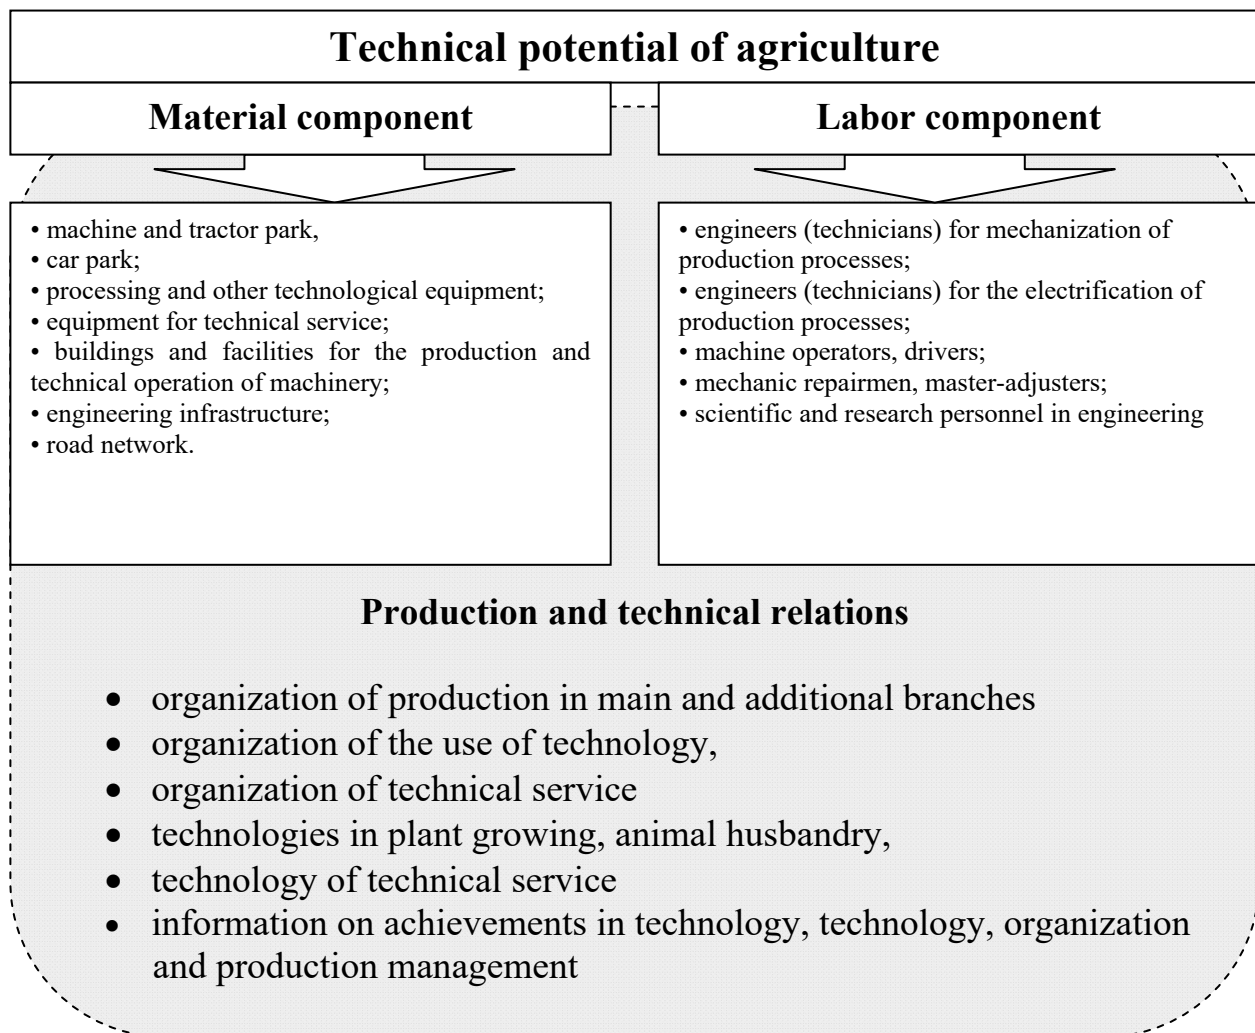 Technical potential of agriculture
Material component
Labor component
• machine and tractor park,
• car park;
• processing and other technological equipment;
• equipment for technical service;
• buildings and facilities for the production and
technical operation of machinery;
• engineering infrastructure;
• road network.
• engineers (technicians) for mechanization of
production processes;
• engineers (technicians) for the electrification of
production processes;
• machine operators, drivers;
• mechanic repairmen, master-adjusters;
• scientific and research personnel in engineering
Production and technical relations
• organization of production in main and additional branches
• organization of the use of technology,
• organization of technical service
• technologies in plant growing, animal husbandry,
• technology of technical service
• information on achievements in technology, technology, organization
and production management